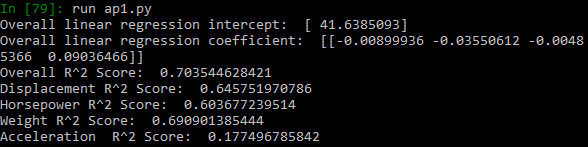 In [79]: run ap1.py
Overall linear regression intercept:  [ 41.6385093]
Overall linear regression coefficient:  [[-0.00899936 -0.03550612 -0.0048
5366  0.09036466]]
Overall R^2 Score:  0.703544628421
Displacement R^2 Score:  0.645751970786
Horsepower R^2 Score:  0.603677239514
Weight R^2 Score:  0.690901385444
Acceleration  R^2 Score:  0.177496785842